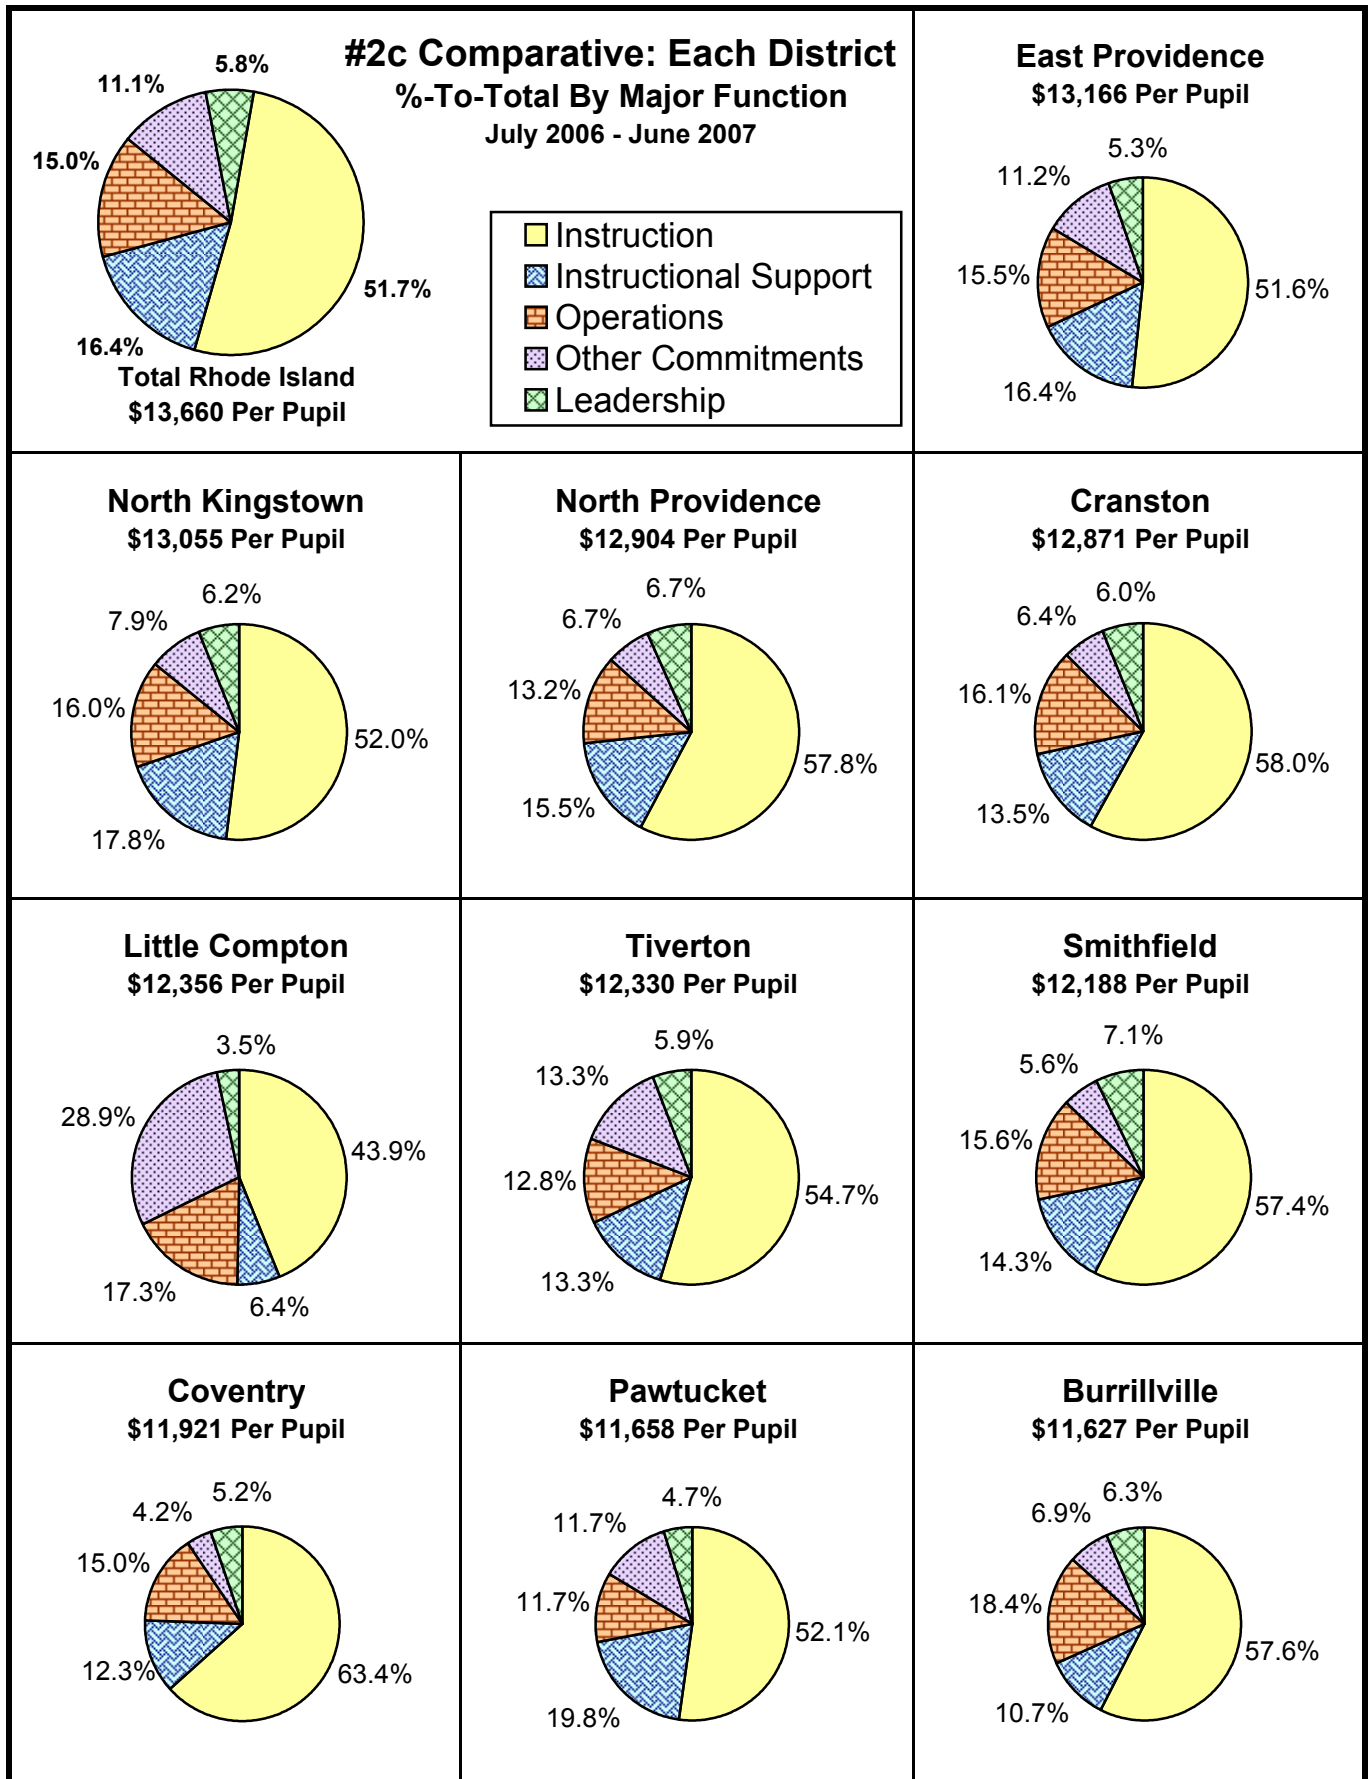 #2c Comparative: Each District
%-To-Total By Major Function
July 2006 - June 2007
5.8%
11.1%
15.0%
51.7%
16.4%
Total Rhode Island
$13,660 Per Pupil
Instruction
Instructional Support
Operations
Other Commitments
Leadership
East Providence
$13,166 Per Pupil
5.3%
11.2%
15.5%
51.6%
16.4%
North Kingstown
$13,055 Per Pupil
6.2%
7.9%
16.0%
52.0%
17.8%
North Providence
$12,904 Per Pupil
6.7%
6.7%
13.2%
57.8%
15.5%
Cranston
$12,871 Per Pupil
6.0%
6.4%
16.1%
58.0%
13.5%
Little Compton
$12,356 Per Pupil
3.5%
28.9%
43.9%
17.3%
6.4%
Tiverton
$12,330 Per Pupil
5.9%
13.3%
12.8%
54.7%
13.3%
Smithfield
$12,188 Per Pupil
7.1%
5.6%
15.6%
57.4%
14.3%
Coventry
$11,921 Per Pupil
5.2%
4.2%
15.0%
12.3%
63.4%
Pawtucket
$11,658 Per Pupil
4.7%
11.7%
11.7%
52.1%
19.8%
Burrillville
$11,627 Per Pupil
6.3%
6.9%
18.4%
57.6%
10.7%